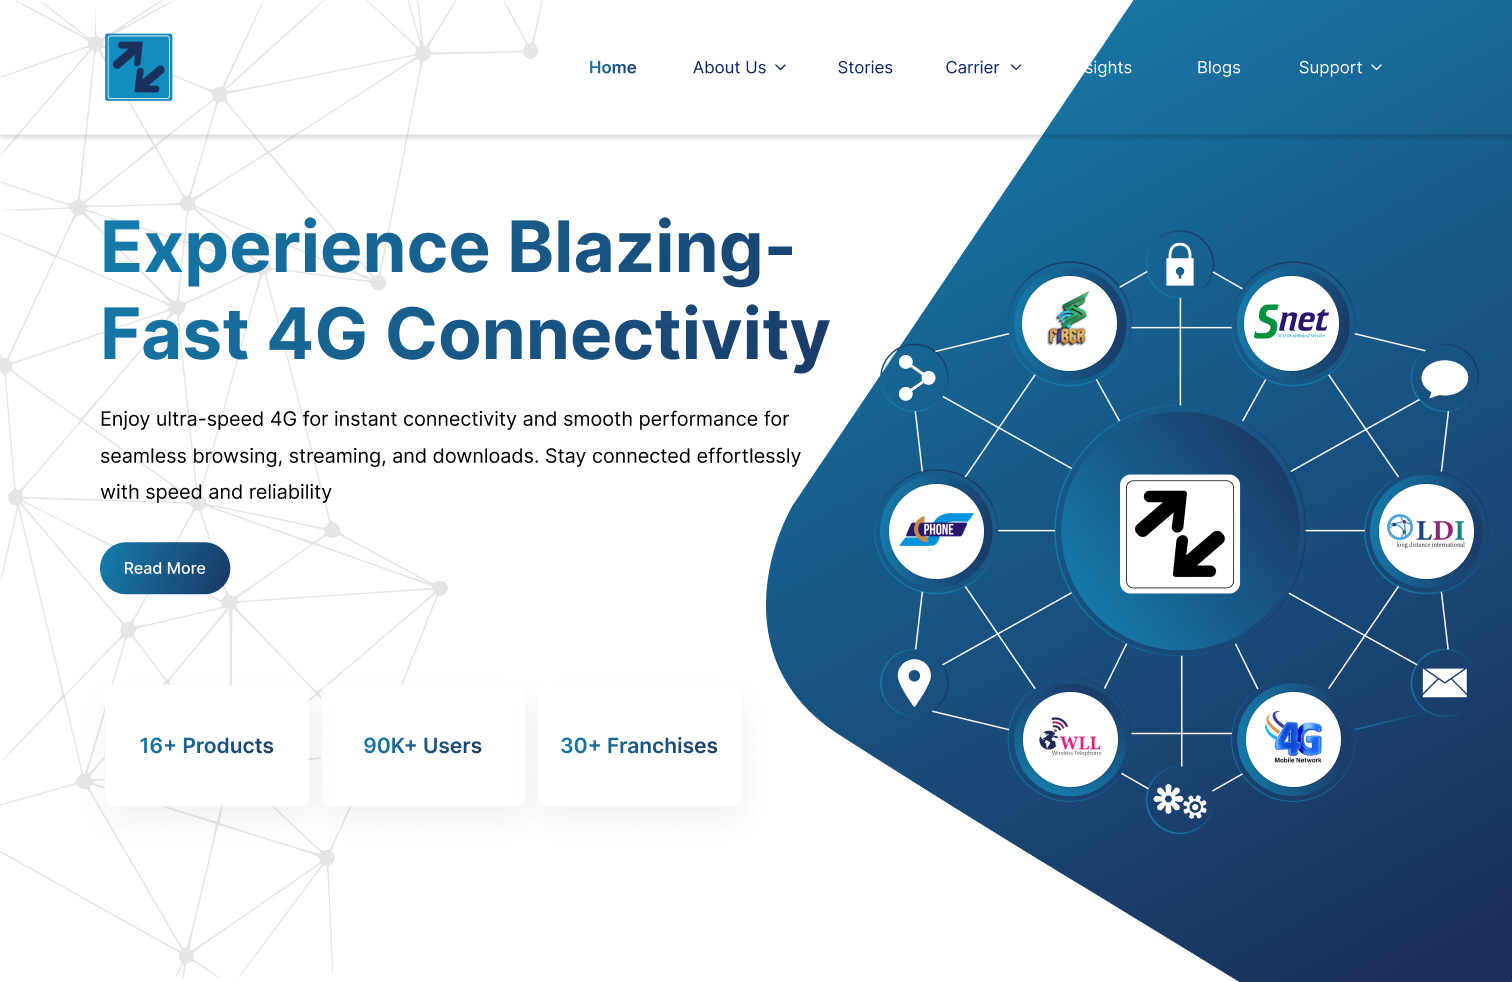 Home About Us Stories Carrier sights Blogs Support
Experience Blazing-
Fast 4G Connectivity
Enjoy ultra-speed 4G for instant connectivity and smooth performance for
seamless browsing, streaming, and downloads. Stay connected effortlessly
with speed and reliability
Read More
16+ Products
90K+ Users
30+ Franchises
FIBER
Snet
SCO Broadband Service
PHONE
LDI
long distance international
WLL
Wireless Telephone
4G
Mobile Network